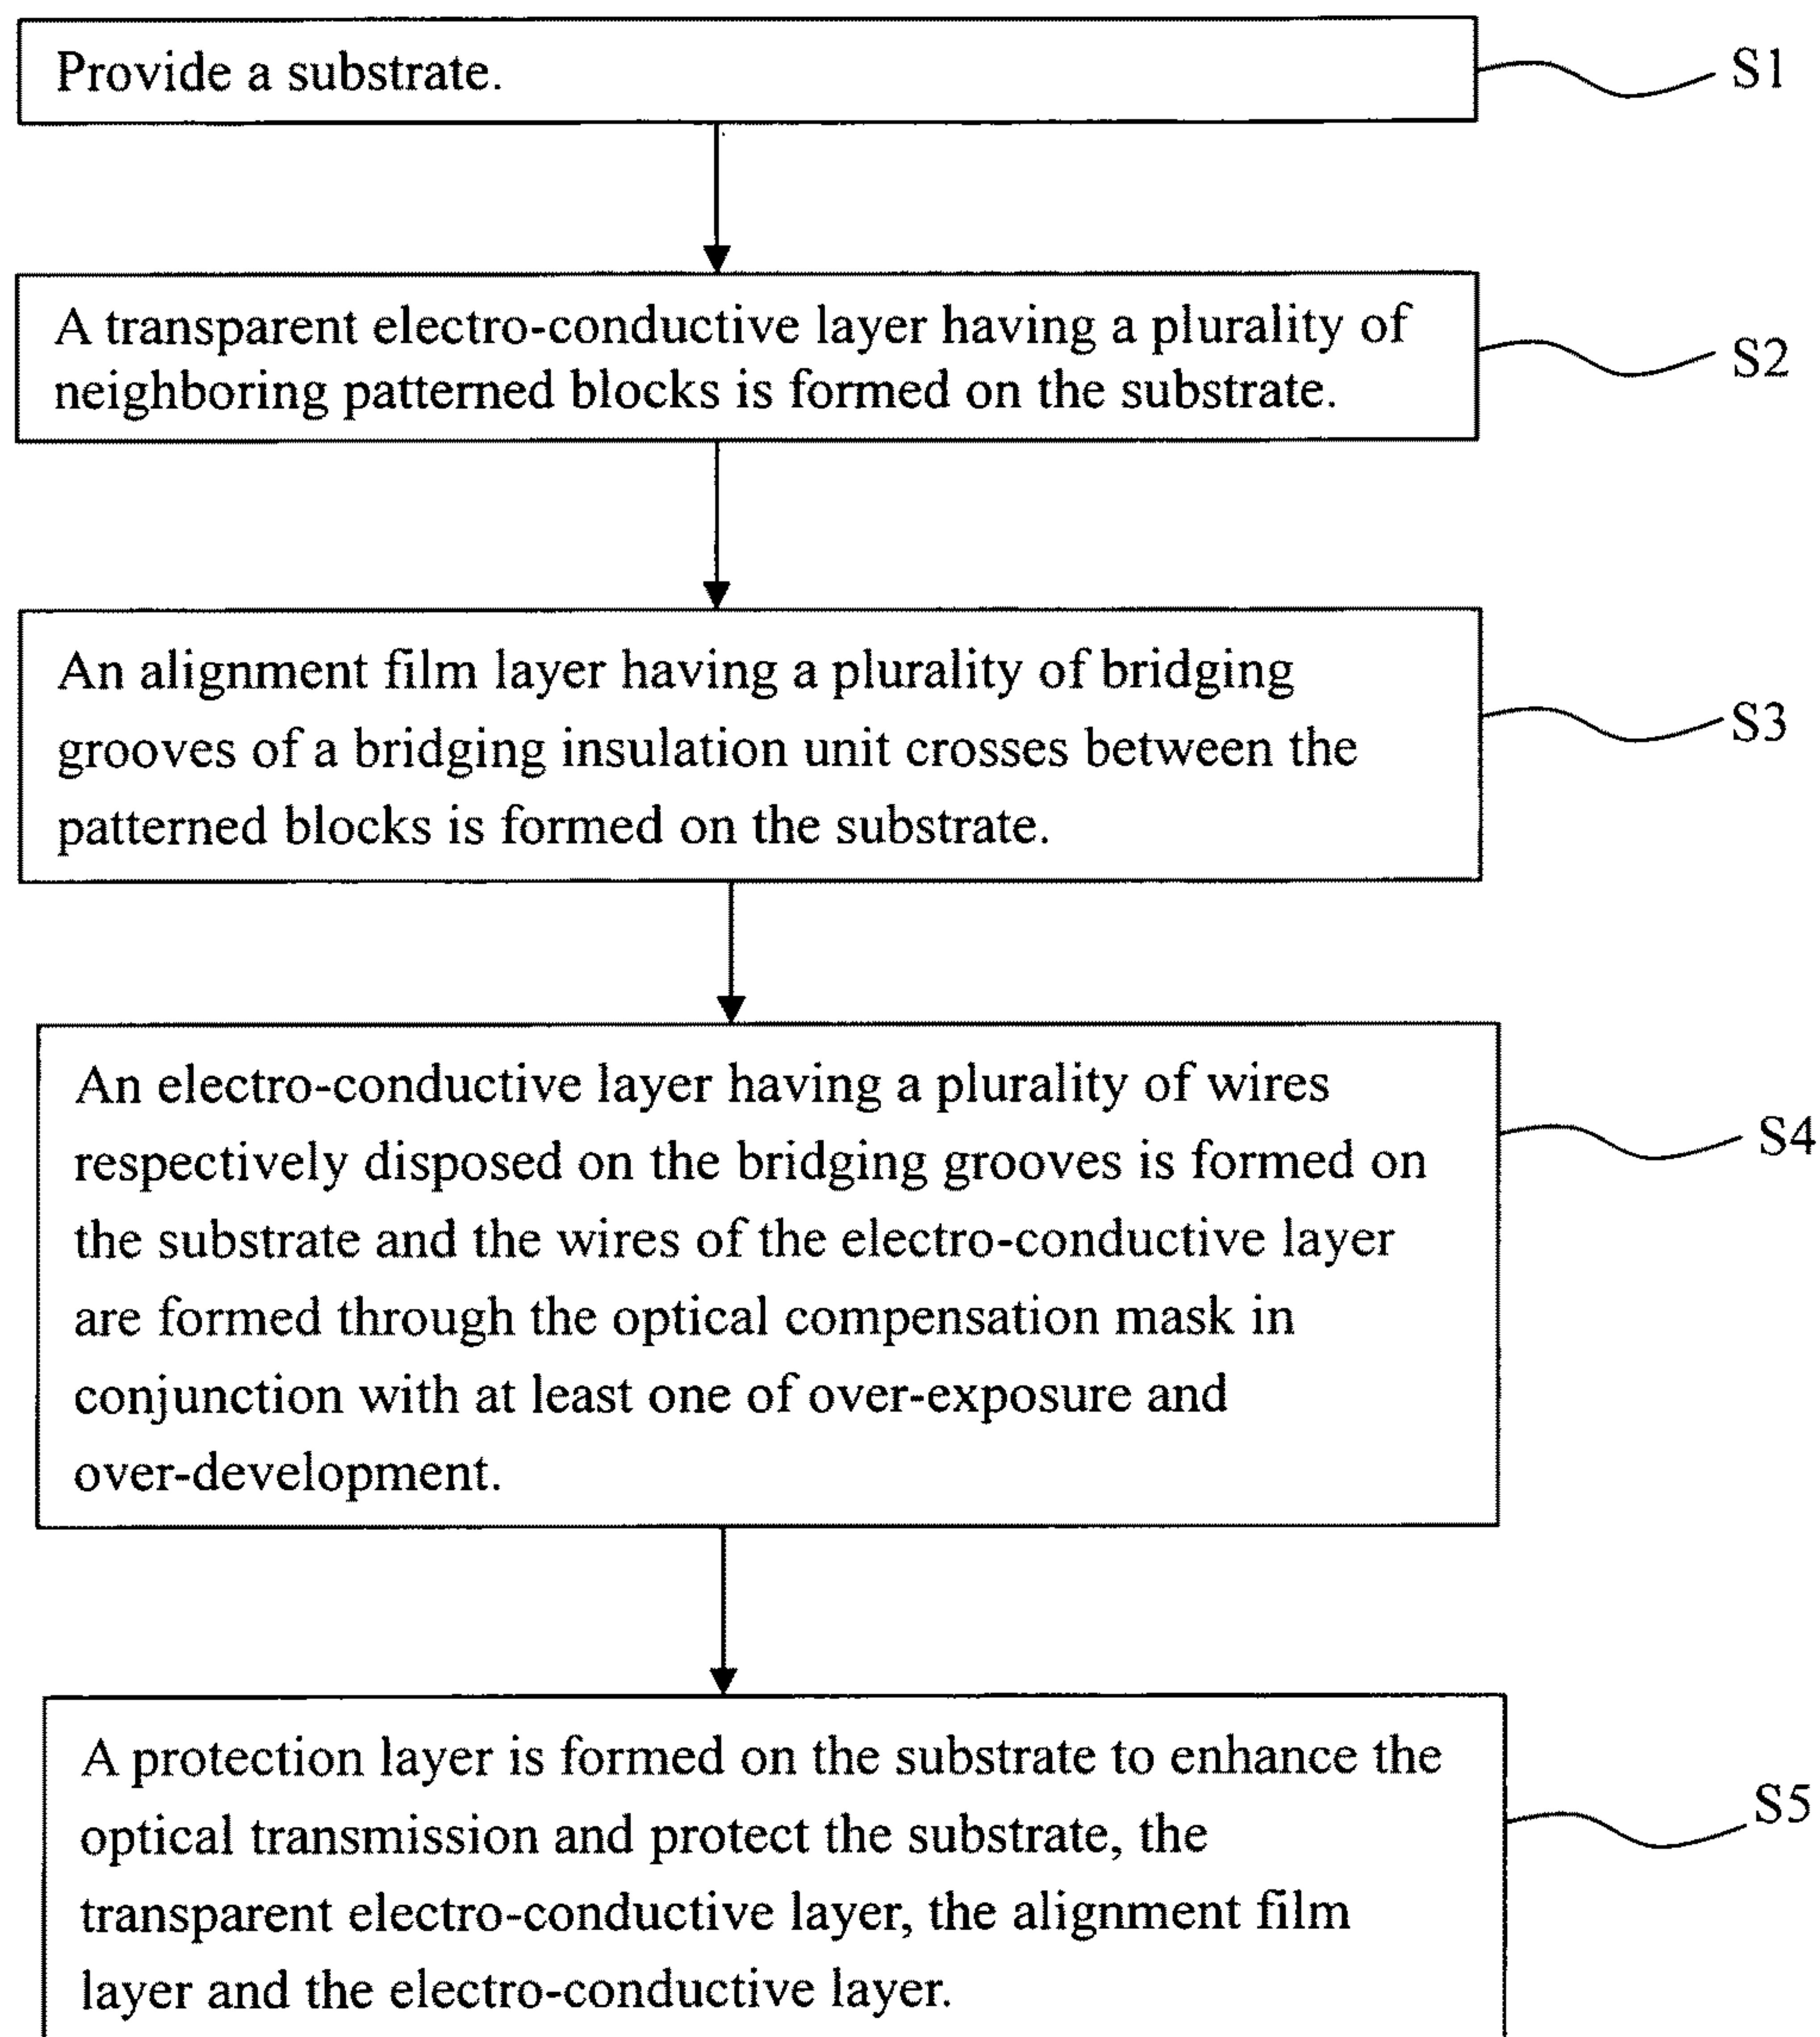 Provide a substrate.
S1
A transparent electro-conductive layer having a plurality of
neighboring patterned blocks is formed on the substrate.
S2
An alignment film layer having a plurality of bridging
grooves of a bridging insulation unit crosses between the
patterned blocks is formed on the substrate.
S3
An electro-conductive layer having a plurality of wires
respectively disposed on the bridging grooves is formed on
the substrate and the wires of the electro-conductive layer
are formed through the optical compensation mask in
conjunction with at least one of over-exposure and
over-development.
S4
A protection layer is formed on the substrate to enhance the
optical transmission and protect the substrate, the
transparent electro-conductive layer, the alignment film
layer and the electro-conductive layer.
S5